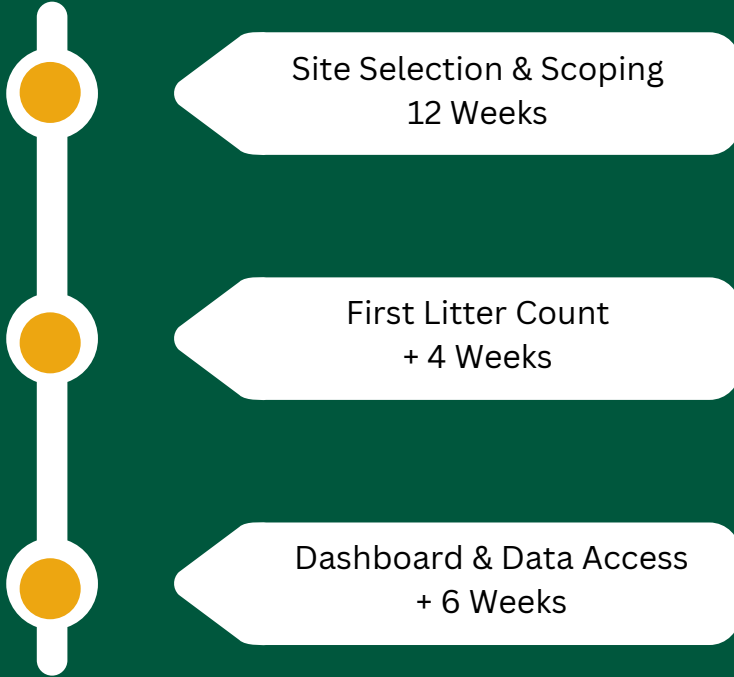 Site Selection & Scoping
12 Weeks
First Litter Count
+ 4 Weeks
Dashboard & Data Access
+ 6 Weeks